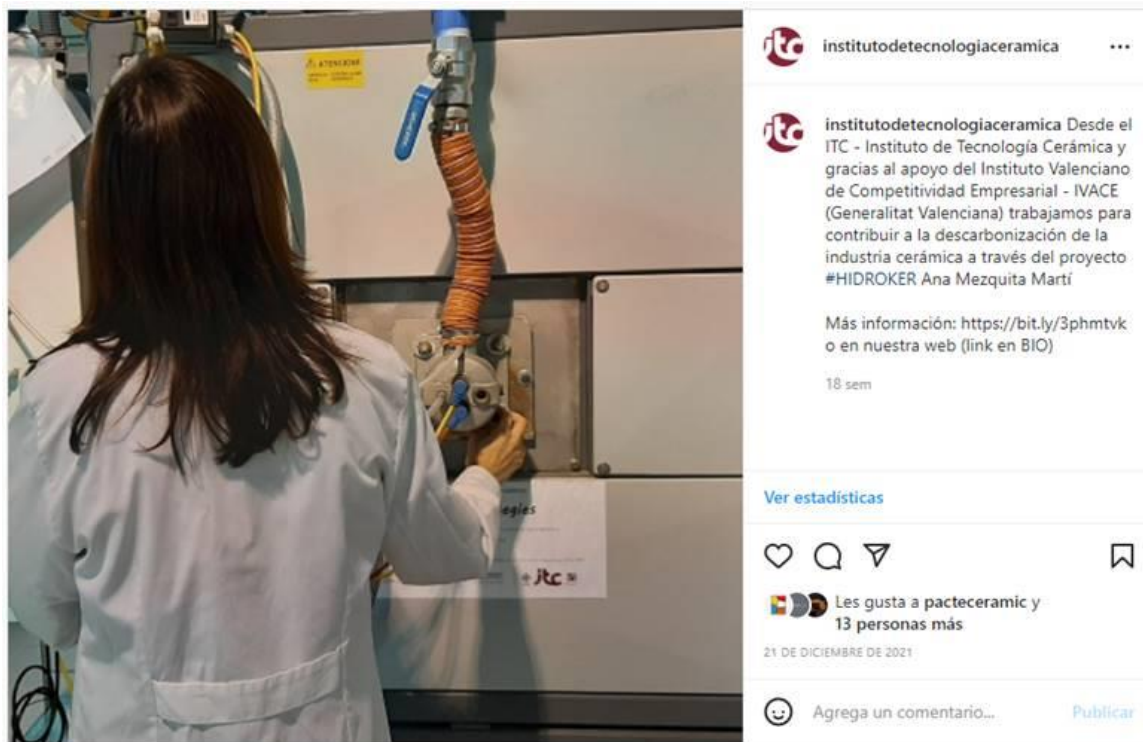 institutodetecnologiaceramica
institutodetecnologiaceramica Desde el
ITC - Instituto de Tecnología Cerámica y
gracias al apoyo del Instituto Valenciano
de Competitividad Empresarial - IVACE
(Generalitat Valenciana) trabajamos para
contribuir a la descarbonización de la
industria cerámica a través del proyecto
#HIDROKER Ana Mezquita Martí
Más información: https://bit.ly/3phmtvk
o en nuestra web (link en BIO)
18 sem
Ver estadísticas
Les gusta a pacteceramic y
13 personas más
21 DE DICIEMBRE DE 2021
Agrega un comentario... Publicar
itc
itc
ATENCION
egies
itc